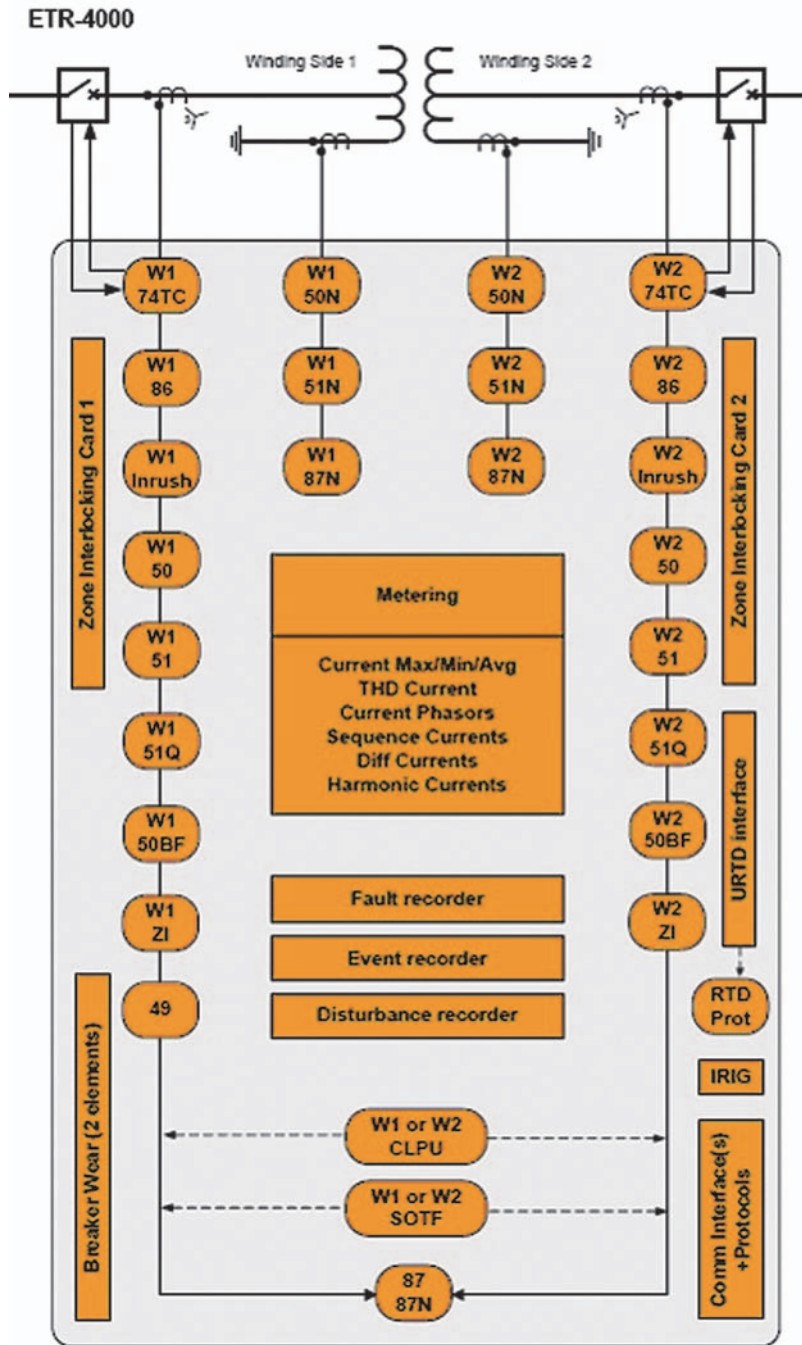 ETR-4000
Winding Side 1
Winding Side 2
W1
74TC
W1
50N
W2
50N
W2
74TC
Zone Interlocking Card 1
W1
86
W1
51N
W2
51N
W2
86
Zone Interlocking Card 2
W1
Inrush
W1
87N
W2
87N
W2
Inrush
W1
50
W2
50
Metering
W1
51
W2
51
Current Max/Min/Avg
THD Current
Current Phasors
Sequence Currents
Diff Currents
Harmonic Currents
W1
51Q
W2
51Q
URTD interface
W1
50BF
W2
50BF
Fault recorder
W1
ZI
W2
ZI
Event recorder
Breaker Wear (2 elements)
49
Disturbance recorder
RTD
Prot
IRIG
W1 or W2
CLPU
W1 or W2
SOTF
Comm Interface(s)
+Protocols
87
87N